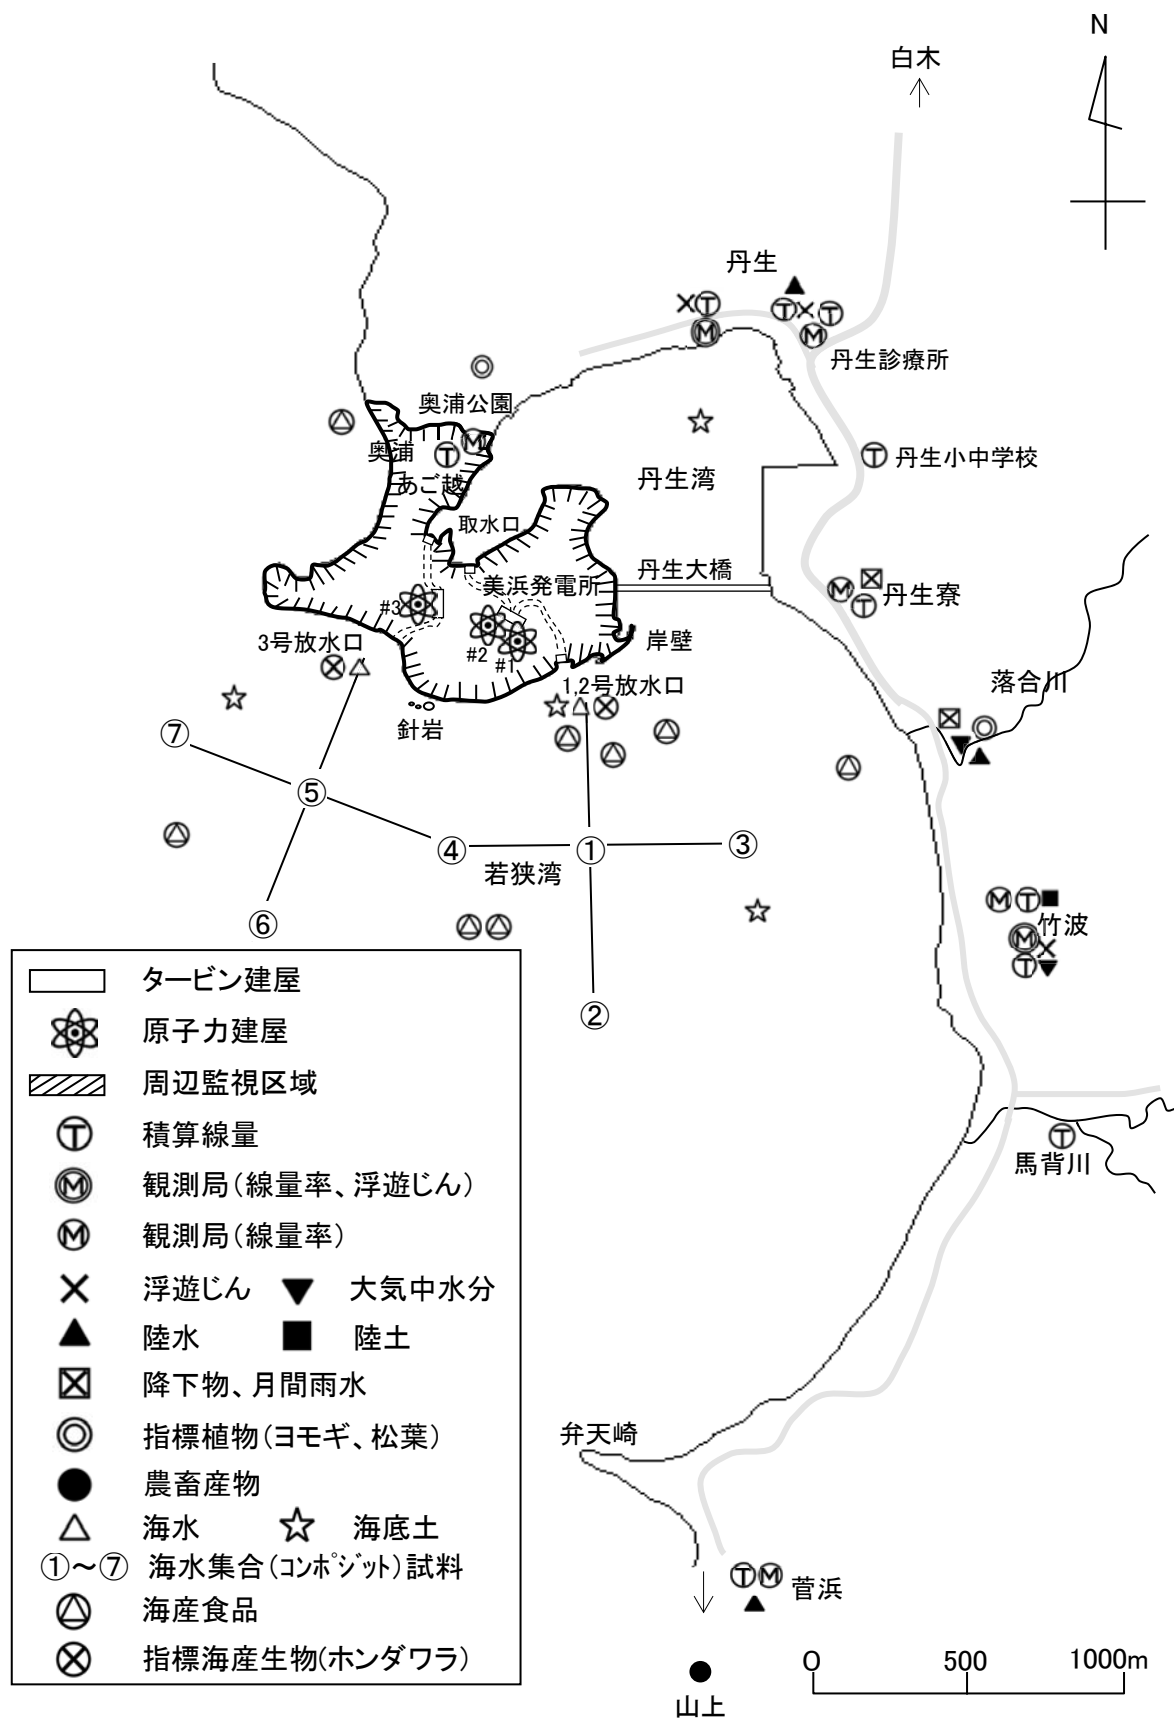 N
白木
丹生
丹生診療所
奥浦公園
奥浦
あご越
丹生小中学校
丹生湾
取水口
美浜発電所
丹生大橋
丹生寮
#3
#2
#1
3号放水口
岸壁
1,2号放水口
落合川
針岩
⑦
⑤
④
①
③
若狭湾
⑥
②
竹波
馬背川
タービン建屋
原子力建屋
周辺監視区域
Ⓣ 積算線量
Ⓜ 観測局(線量率、浮遊じん)
Ⓜ 観測局(線量率)
浮遊じん 大気中水分
陸水 陸土
降下物、月間雨水
指標植物(ヨモギ、松葉)
農畜産物
海水 海底土
①~⑦ 海水集合(コンポジット)試料
海産食品
指標海産生物(ホンダワラ)
弁天崎
菅浜
山上
O 500 1000m